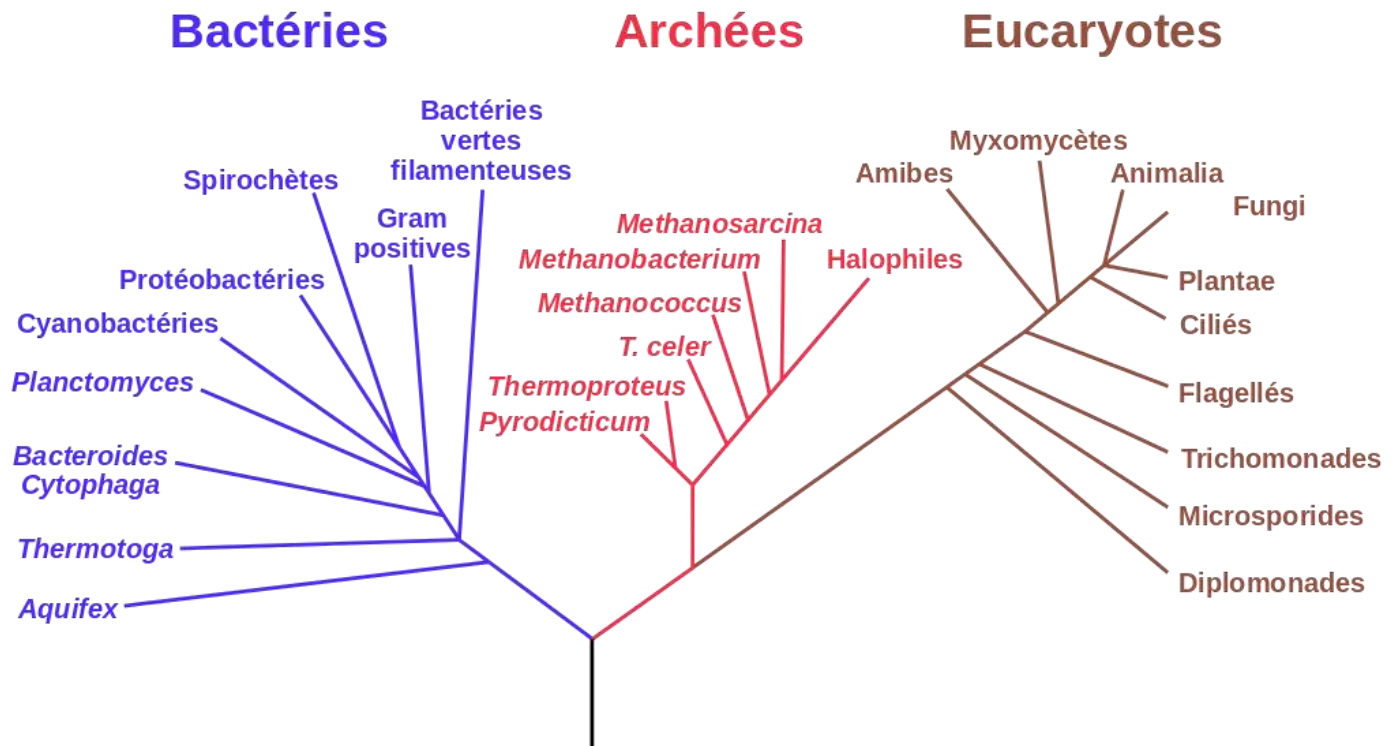 Bactéries
Archées
Eucaryotes
Bactéries
vertes
filamenteuses
Spirochètes
Gram
positives
Protéobactéries
Cyanobactéries
Planctomyces
Bacteroides
Cytophaga
Thermotoga
Aquifex
Methanosarcina
Methanobacterium
Halophiles
Methanococcus
T. celer
Thermoproteus
Pyrodicticum
Myxomycètes
Amibes
Animalia
Fungi
Plantae
Ciliés
Flagellés
Trichomonades
Microsporides
Diplomonades